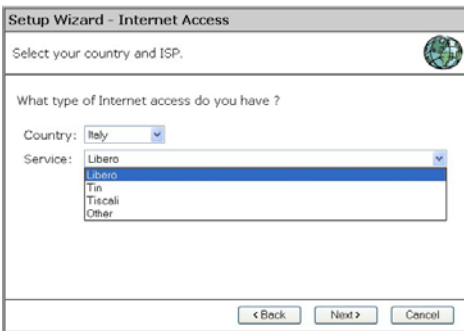 Setup Wizard - Internet Access
Select your country and ISP.
What type of Internet access do you have ?
Country: Italy
Service: Libero
Libero
Tin
Tiscali
Other
< Back Next > Cancel